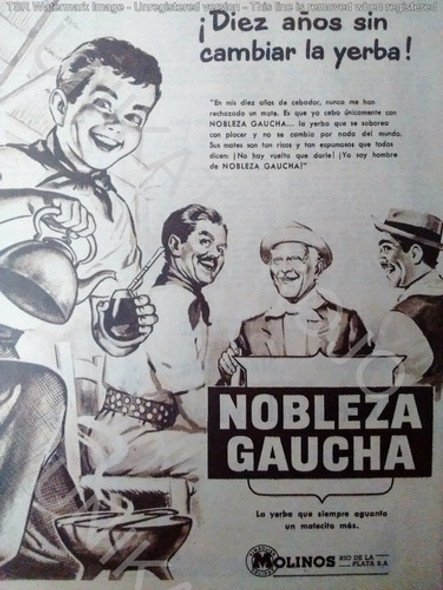 TSR Watermark Image - Unregistered version - This line is removed when registered
¡Diez años sin
cambiar la yerba!
"En mis diez años de cebador, nunca me han
rechazado un mate. Es que yo cebo únicamente con
NOBLEZA GAUCHA... la yerba que se saborea
con placer y no se cambia por nada del mundo.
Sus mates son tan ricos y tan espumosos que todos
dicen: ¡No hay vuelta que darle! ¡Yo soy hombre
de NOBLEZA GAUCHA!"
NOBLEZA
GAUCHA
La yerba que siempre aguanta
un matecito más.
MOLINOS RIO DE LA
PLATA S.A.